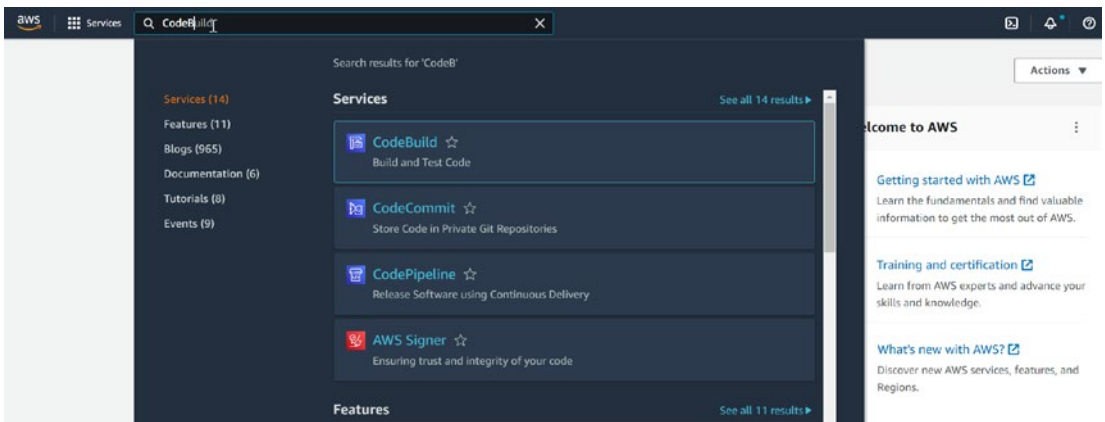 aws
Services
CodeBuild
Actions
Search results for 'CodeB'
Services (14)
Features (11)
Blogs (965)
Documentation (6)
Tutorials (8)
Events (9)
Services
See all 14 results
CodeBuild
Build and Test Code
CodeCommit
Store Code in Private Git Repositories
CodePipeline
Release Software using Continuous Delivery
AWS Signer
Ensuring trust and integrity of your code
Features
See all 11 results
elcome to AWS
Getting started with AWS
Learn the fundamentals and find valuable
information to get the most out of AWS.
Training and certification
Learn from AWS experts and advance your
skills and knowledge.
What's new with AWS?
Discover new AWS services, features, and
Regions.